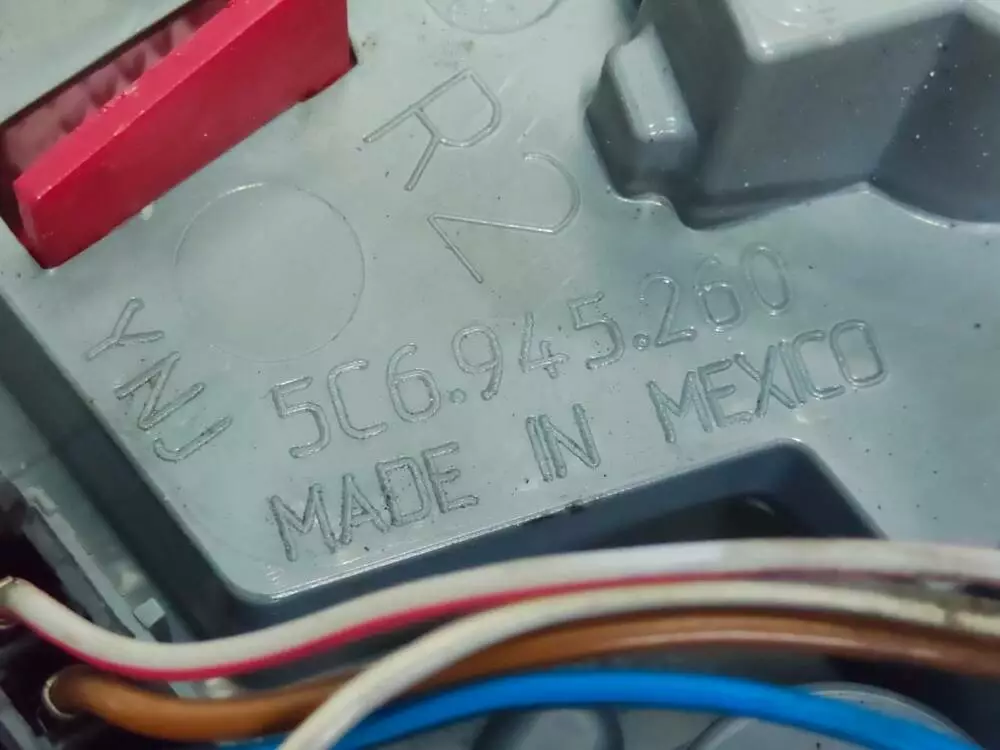 R2
YNJ
5C6.945.260
MADE IN MEXICO